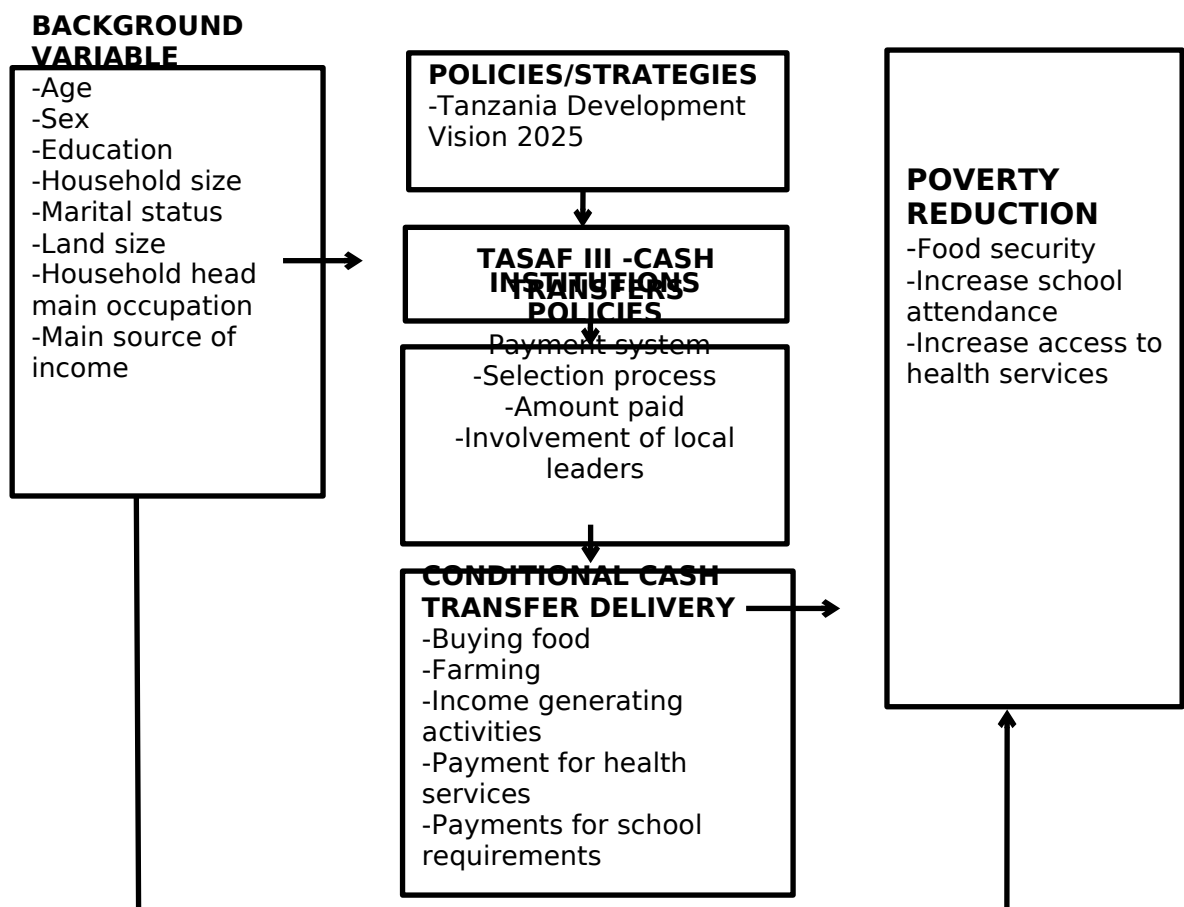 BACKGROUND
VARIABLE
-Age
-Sex
-Education
-Household size
-Marital status
-Land size
-Household head
main occupation
-Main source of
income
POLICIES/STRATEGIES
-Tanzania Development
Vision 2025
TASAF III -CASH
TRANSFERS
INSTITUTIONS
POLICIES
-Payment system
-Selection process
-Amount paid
-Involvement of local
leaders
CONDITIONAL CASH
TRANSFER DELIVERY
-Buying food
-Farming
-Income generating
activities
-Payment for health
services
-Payments for school
requirements
POVERTY
REDUCTION
-Food security
-Increase school
attendance
-Increase access to
health services